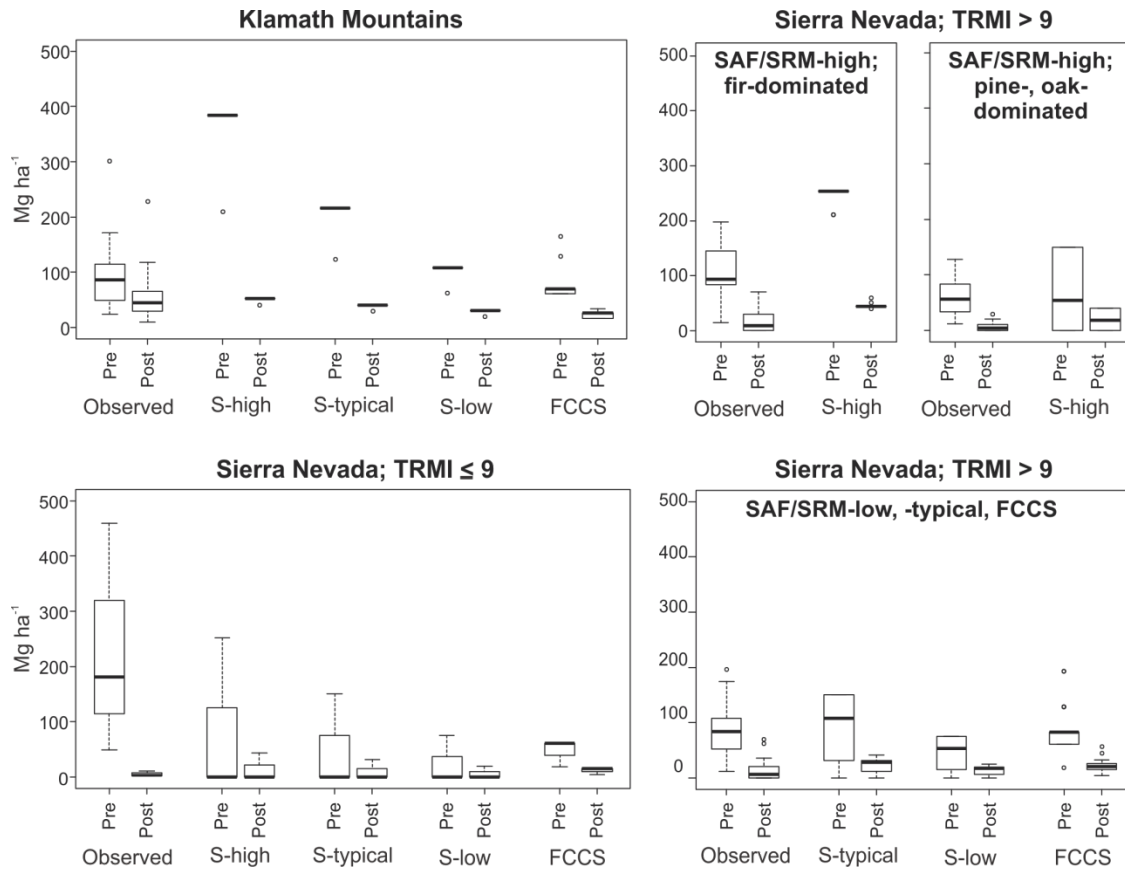 Klamath Mountains
500
400
300
200
100
0
Mg ha⁻¹
Pre
Post
Pre
Post
Pre
Post
Pre
Post
Pre
Post
Observed
S-high
S-typical
S-low
FCCS
Sierra Nevada; TRMI > 9
500
400
300
200
100
0
SAF/SRM-high;
fir-dominated
Pre
Post
Pre
Post
Observed
S-high
SAF/SRM-high;
pine-, oak-
dominated
Pre
Post
Pre
Post
Observed
S-high
Sierra Nevada; TRMI ≤ 9
500
400
300
200
100
0
Mg ha⁻¹
Pre
Post
Pre
Post
Pre
Post
Pre
Post
Pre
Post
Observed
S-high
S-typical
S-low
FCCS
Sierra Nevada; TRMI > 9
SAF/SRM-low, -typical, FCCS
500
400
300
200
100
0
Pre
Post
Pre
Post
Pre
Post
Pre
Post
Observed
S-typical
S-low
FCCS